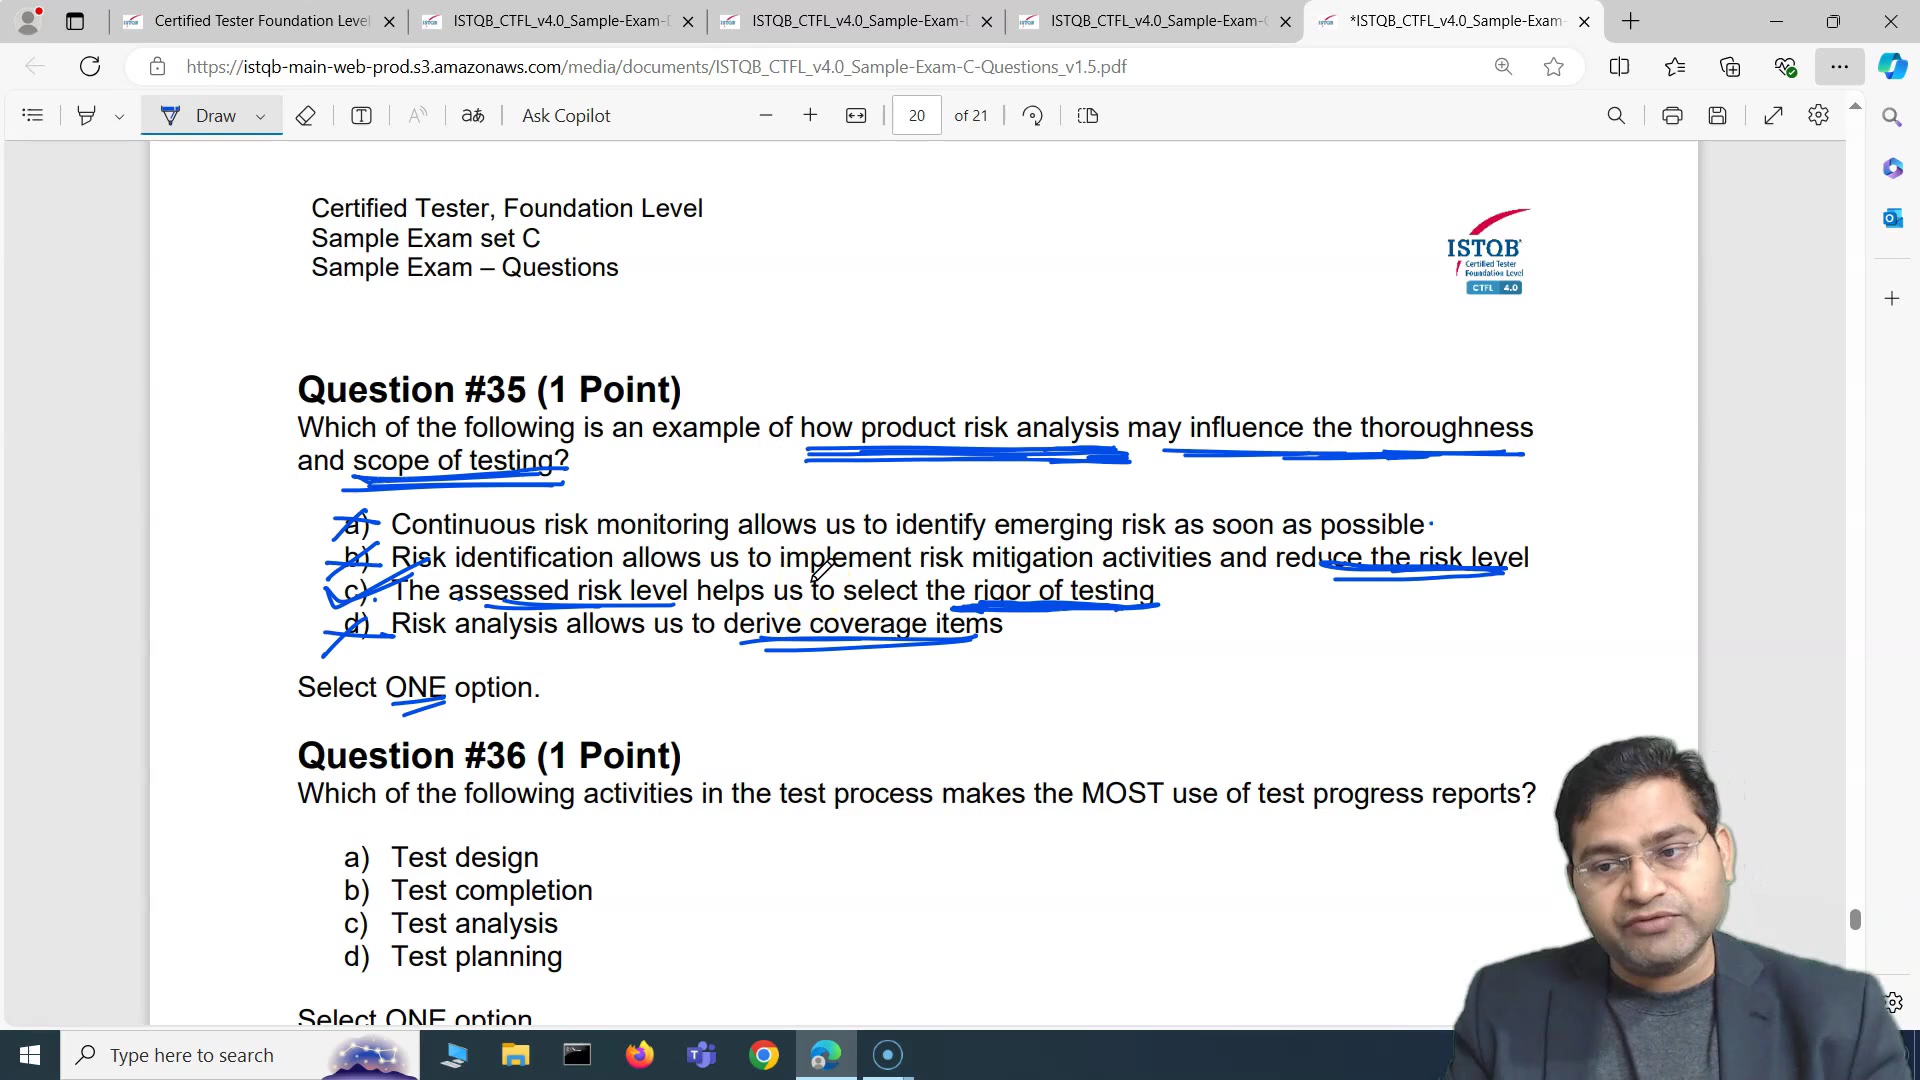 Certified Tester Foundation Leve
ISTQB_CTFL_v4.0_Sample-Exam-D
ISTQB_CTFL_v4.0_Sample-Exam-D
ISTQB_CTFL_v4.0_Sample-Exam-C
*ISTQB_CTFL_v4.0_Sample-Exam-
https://istqb-main-web-prod.s3.amazonaws.com/media/documents/ISTQB_CTFL_v4.0_Sample-Exam-C-Questions_v1.5.pdf
Draw
Ask Copilot
20 of 21
Certified Tester, Foundation Level
Sample Exam set C
Sample Exam – Questions
ISTQB
Certified Tester
Foundation Level
CTFL 4.0
Question #35 (1 Point)
Which of the following is an example of how product risk analysis may influence the thoroughness
and scope of testing?
a) Continuous risk monitoring allows us to identify emerging risk as soon as possible
b) Risk identification allows us to implement risk mitigation activities and reduce the risk level
c) The assessed risk level helps us to select the rigor of testing
d) Risk analysis allows us to derive coverage items
Select ONE option.
Question #36 (1 Point)
Which of the following activities in the test process makes the MOST use of test progress reports?
a) Test design
b) Test completion
c) Test analysis
d) Test planning
Select ONE option
Type here to search